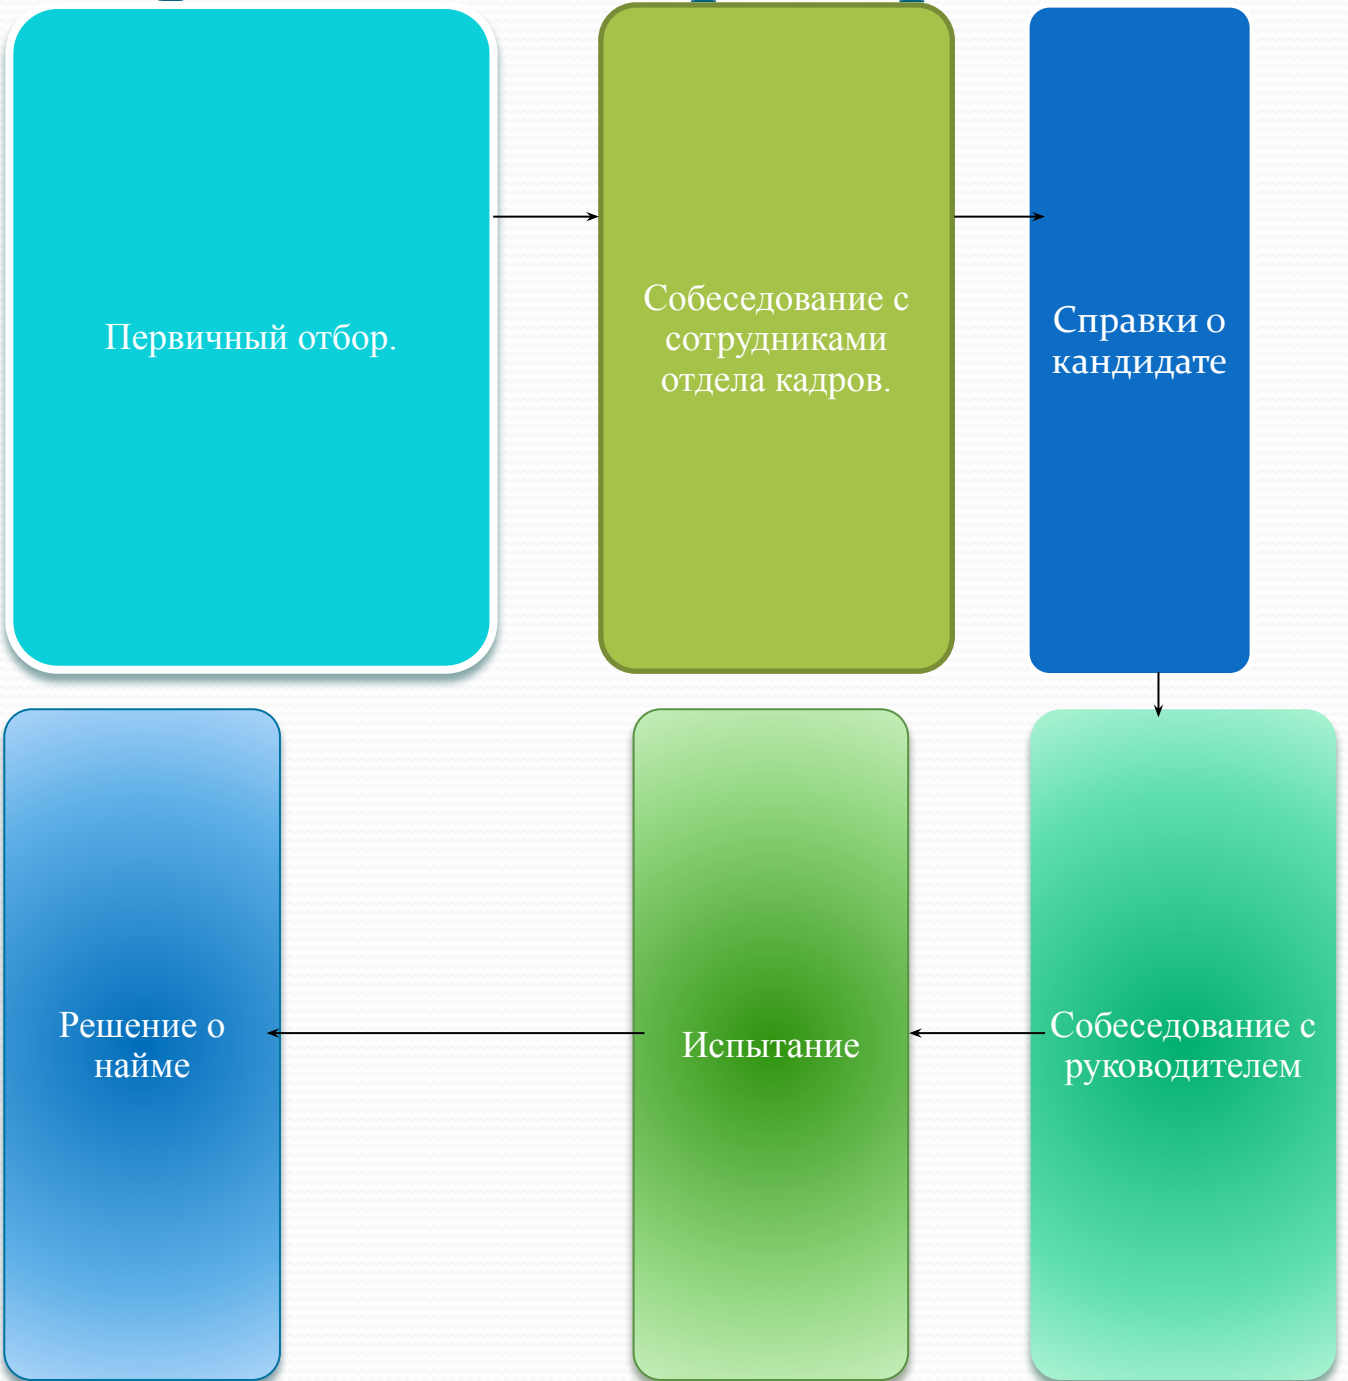 Первичный отбор.
Собеседование с
сотрудниками
отдела кадров.
Справки о
кандидате
Собеседование с
руководителем
Испытание
Решение о
найме